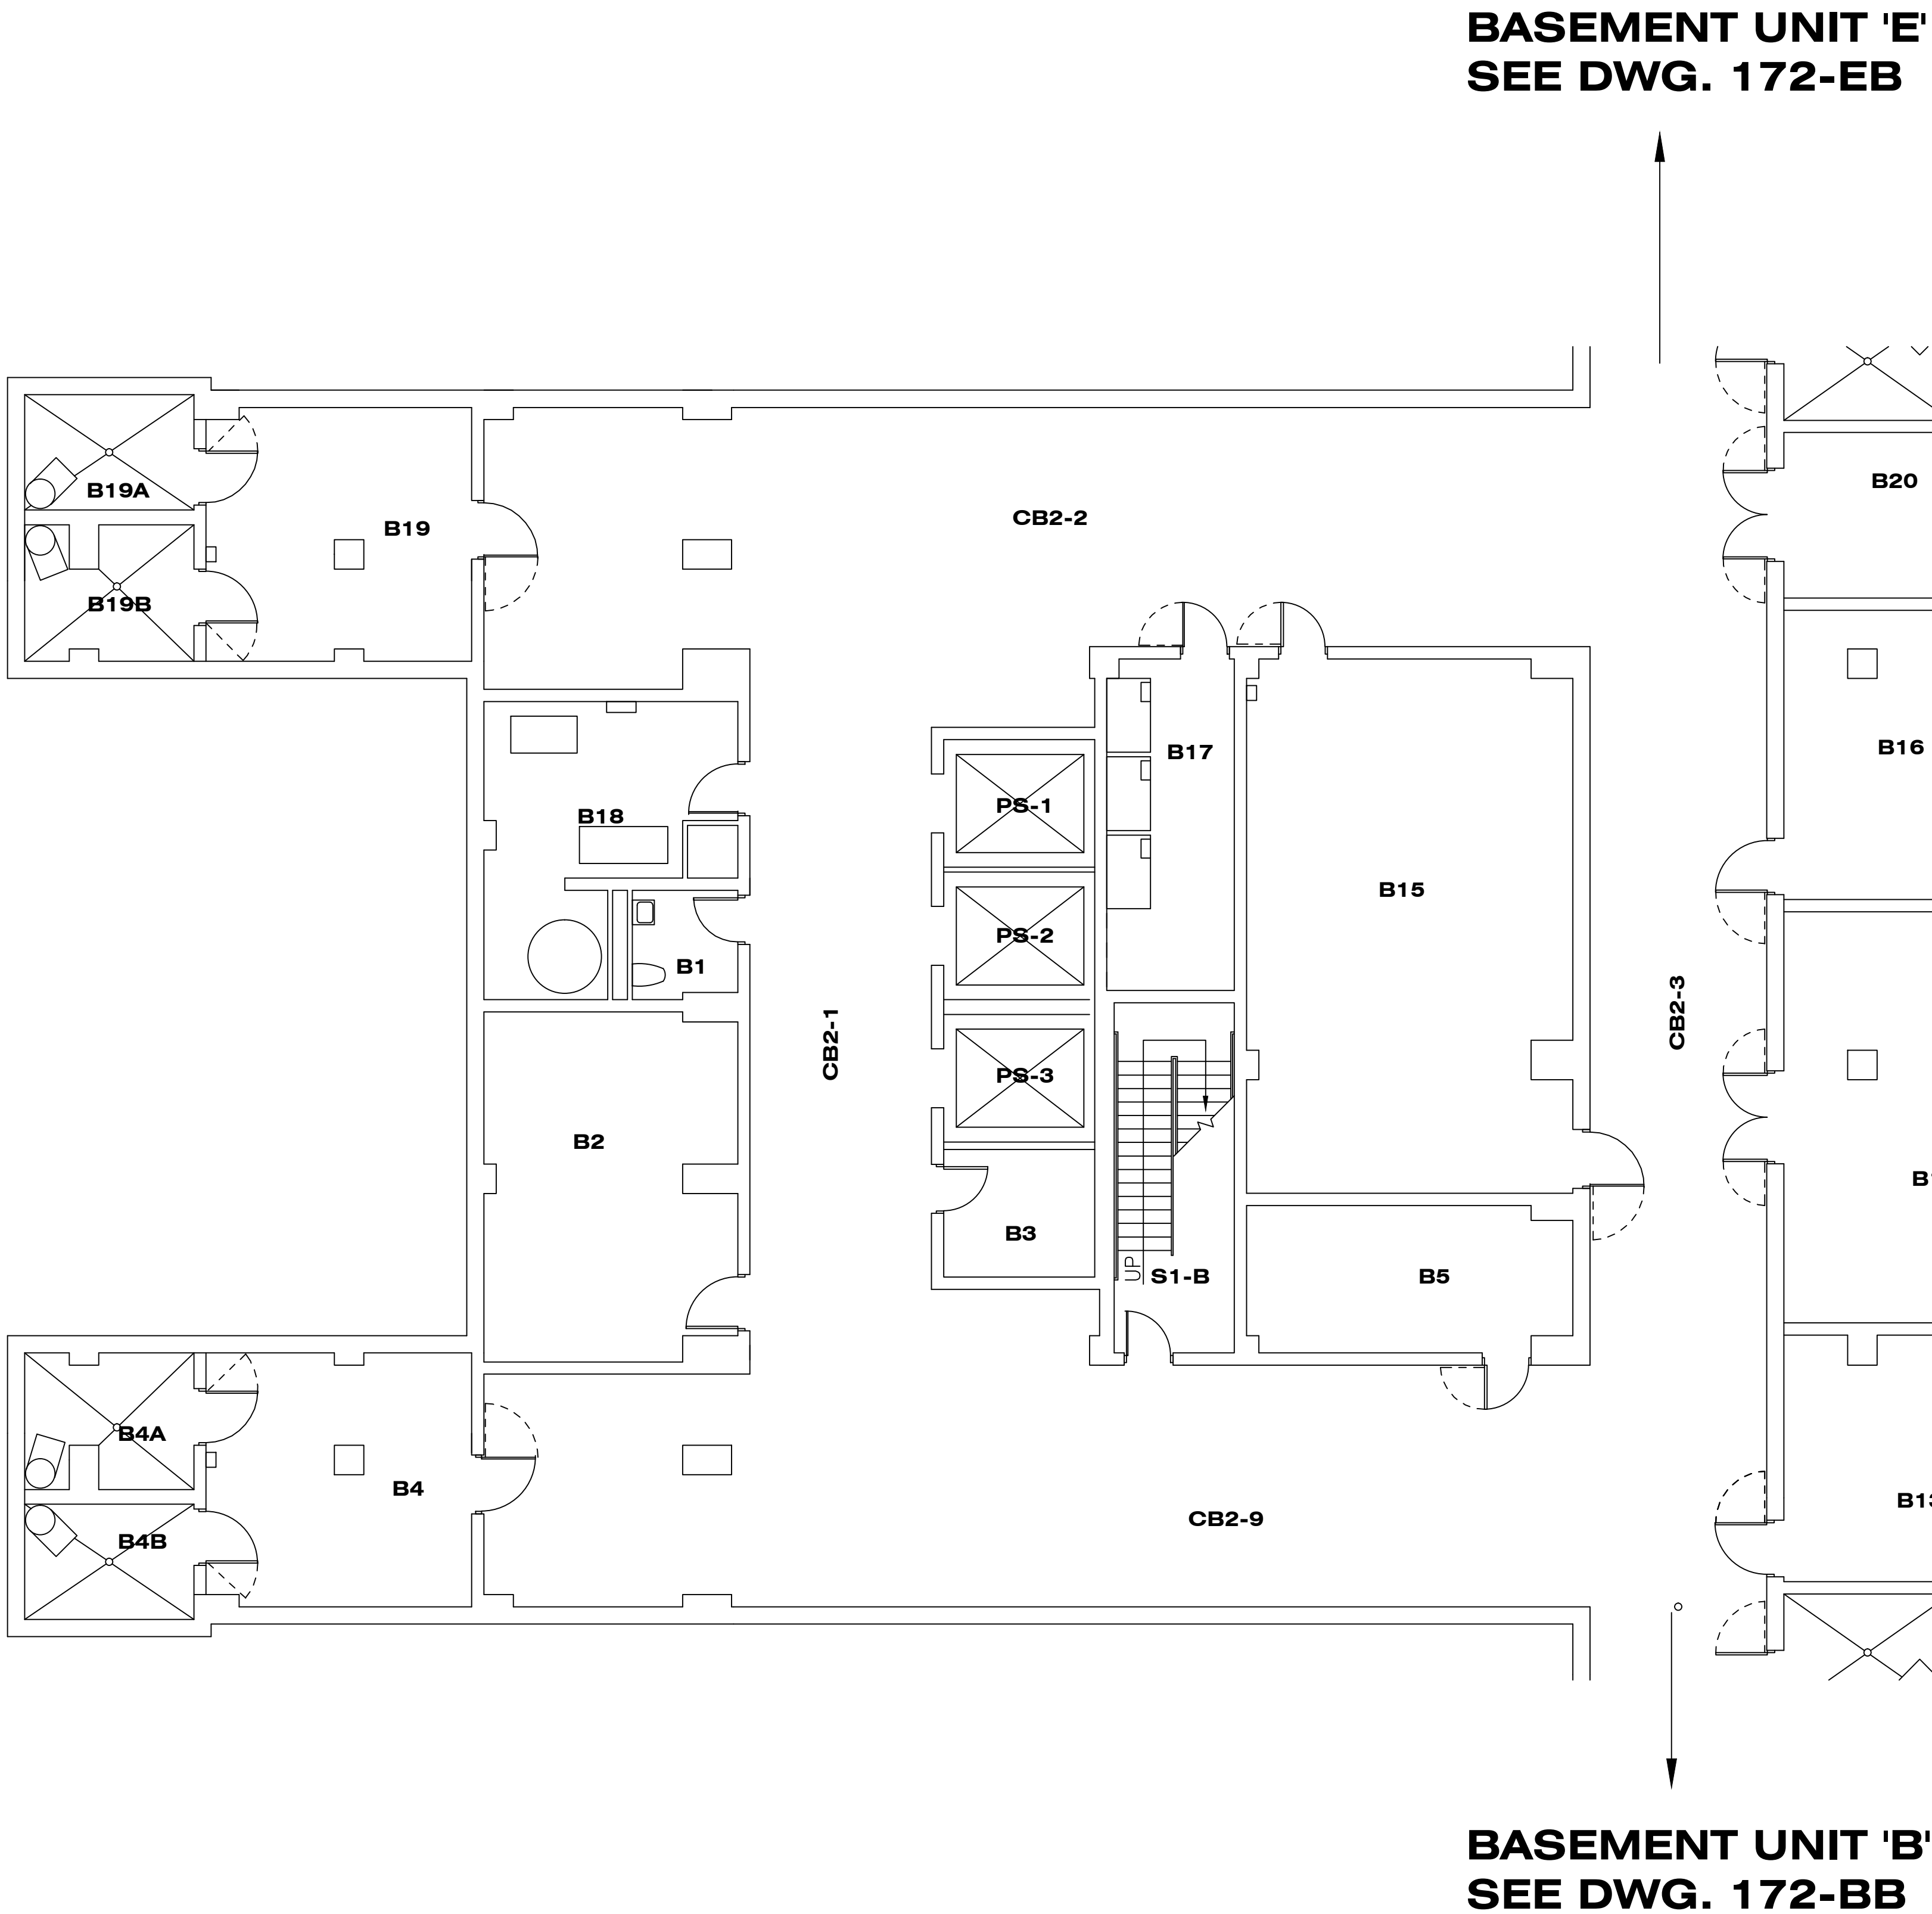 BASEMENT UNIT 'E'
SEE DWG. 172-EB
B19A
B19
B19B
CB2-2
B20
B17
B16
PS-1
B18
B15
PS-2
B1
CB2-1
CB2-3
PS-3
B2
B3
UP
S1-B
B5
B4A
B4
B4B
CB2-9
BASEMENT UNIT 'B'
SEE DWG. 172-BB